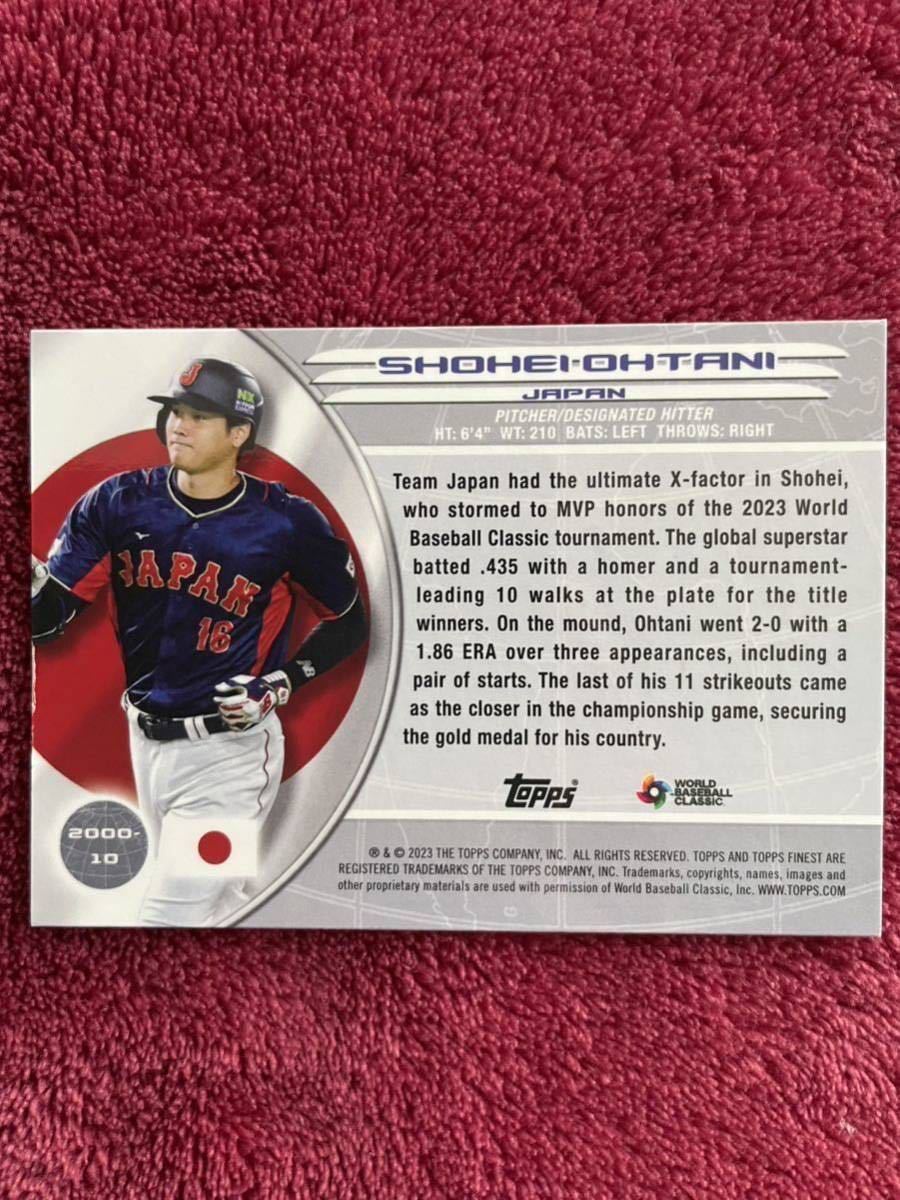 SHOHEI OHTANI
JAPAN
PITCHER/DESIGNATED HITTER
HT: 6'4" WT: 210 BATS: LEFT THROWS: RIGHT
Team Japan had the ultimate X-factor in Shohei,
who stormed to MVP honors of the 2023 World
Baseball Classic tournament. The global superstar
batted .435 with a homer and a tournament-
leading 10 walks at the plate for the title
winners. On the mound, Ohtani went 2-0 with a
1.86 ERA over three appearances, including a
pair of starts. The last of his 11 strikeouts came
as the closer in the championship game, securing
the gold medal for his country.
J
NX
JAPAN
16
NB
2000-
10
topps®
WORLD
BASEBALL
CLASSIC
® & © 2023 THE TOPPS COMPANY, INC. ALL RIGHTS RESERVED. TOPPS AND TOPPS FINEST ARE
REGISTERED TRADEMARKS OF THE TOPPS COMPANY, INC. Trademarks, copyrights, names, images and
other proprietary materials are used with permission of World Baseball Classic, Inc. WWW.TOPPS.COM